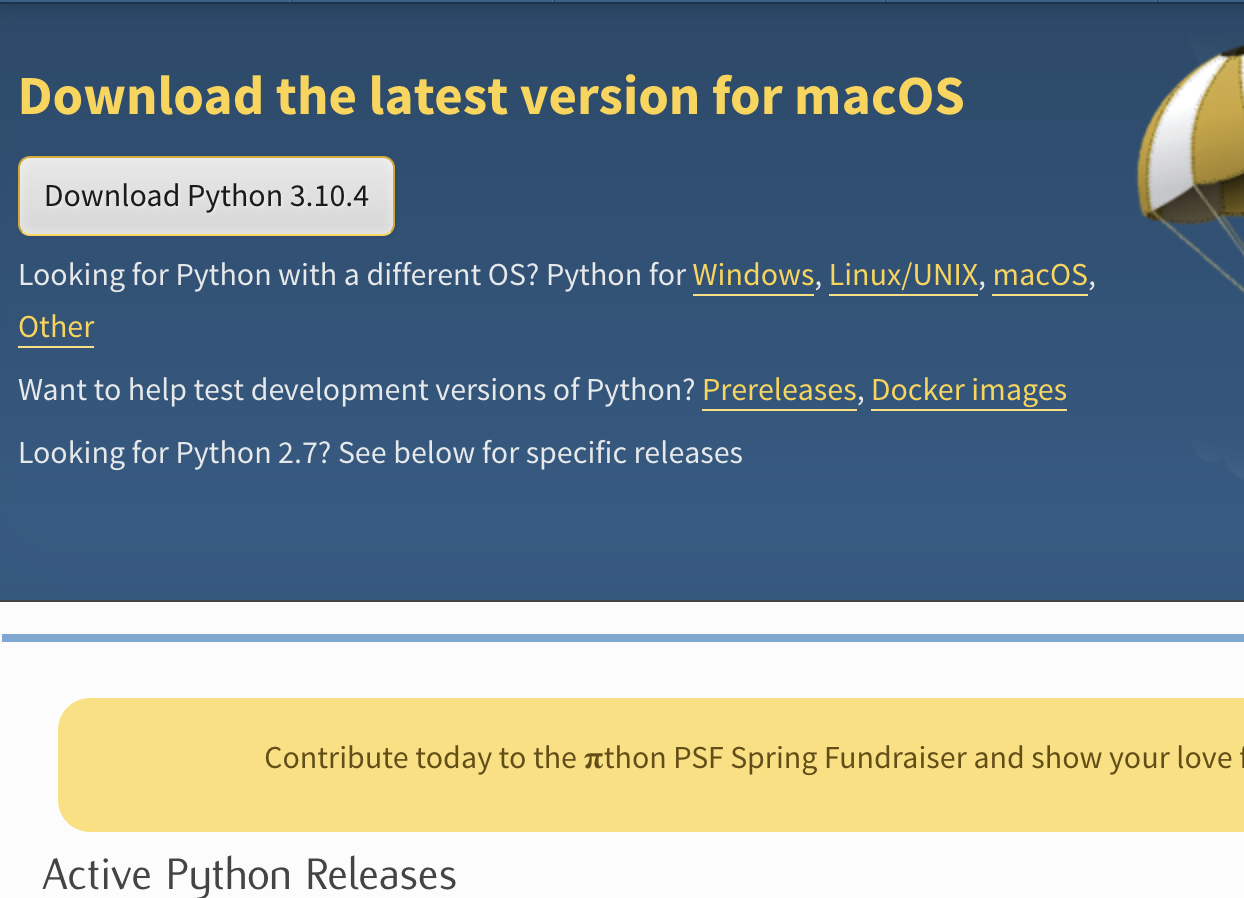 Download the latest version for macOS
Download Python 3.10.4
Looking for Python with a different OS? Python for Windows, Linux/UNIX, macOS,
Other
Want to help test development versions of Python? Prereleases, Docker images
Looking for Python 2.7? See below for specific releases
Contribute today to the πthon PSF Spring Fundraiser and show your love
Active Python Releases